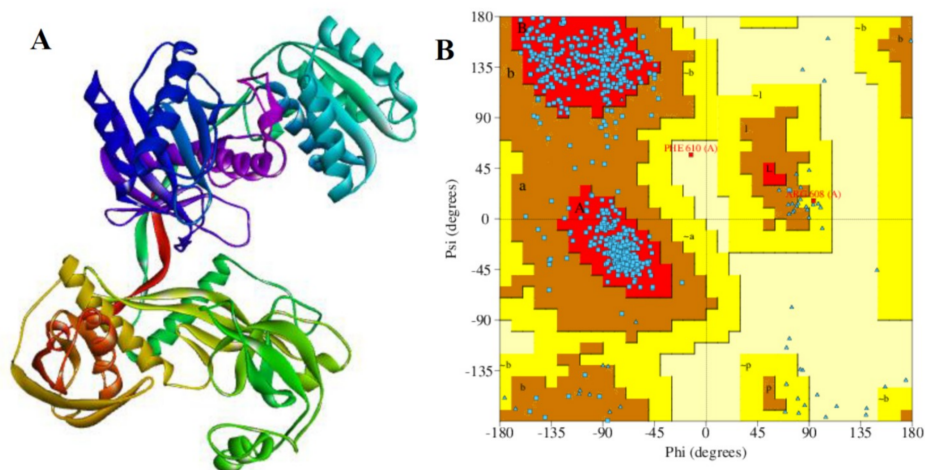 A
B
180
135
90
45
0
-45
-90
-135
Psi (degrees)
B
b
~b
~b
b
~l
l
L
PHE 610 (A)
608 (A)
a
A
~a
~b
b
~p
p
~b
-180
-135
-90
-45
0
45
90
135
180
Phi (degrees)